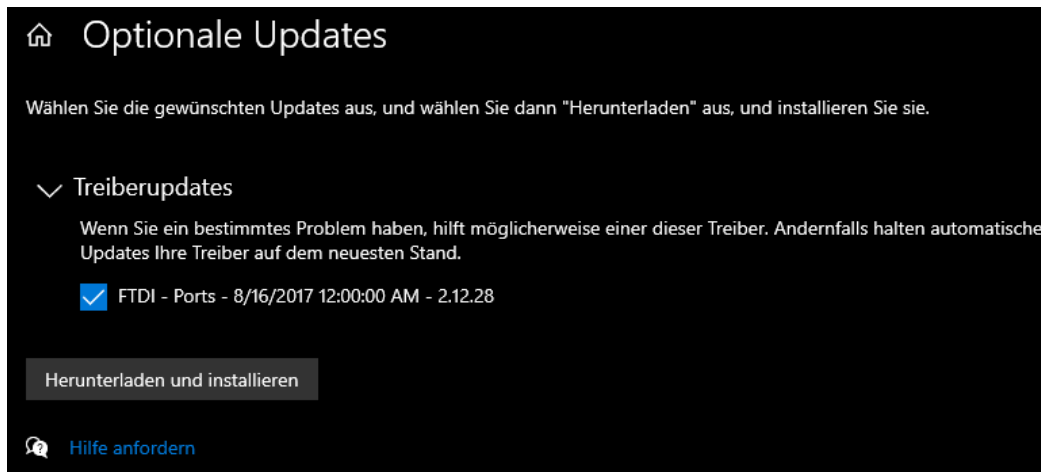 Optionale Updates
Wählen Sie die gewünschten Updates aus, und wählen Sie dann "Herunterladen" aus, und installieren Sie sie.
Treiberupdates
Wenn Sie ein bestimmtes Problem haben, hilft möglicherweise einer dieser Treiber. Andernfalls halten automatische
Updates Ihre Treiber auf dem neuesten Stand.
FTDI - Ports - 8/16/2017 12:00:00 AM - 2.12.28
Herunterladen und installieren
Hilfe anfordern